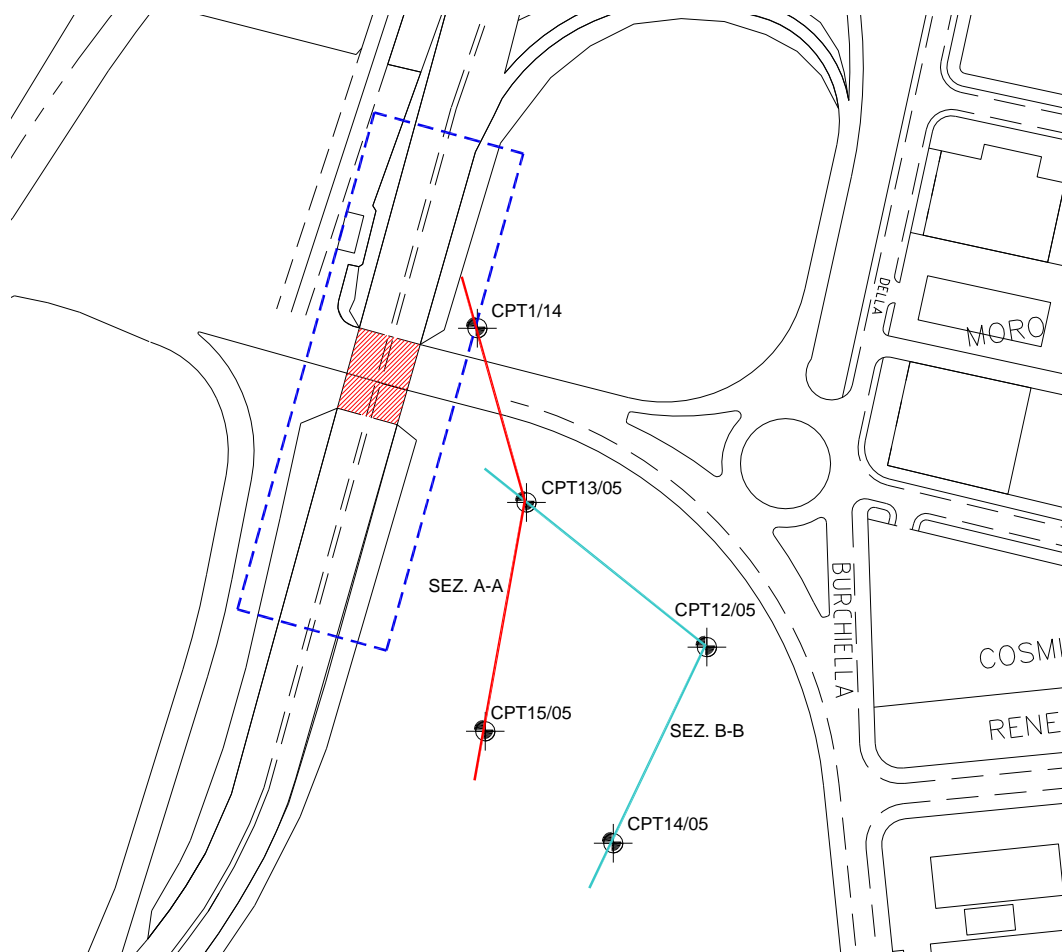 DELLA
CPT1/14
MORO
CPT13/05
SEZ. A-A
BURCHIELLA
CPT12/05
COSMI
CPT15/05
RENE
SEZ. B-B
CPT14/05